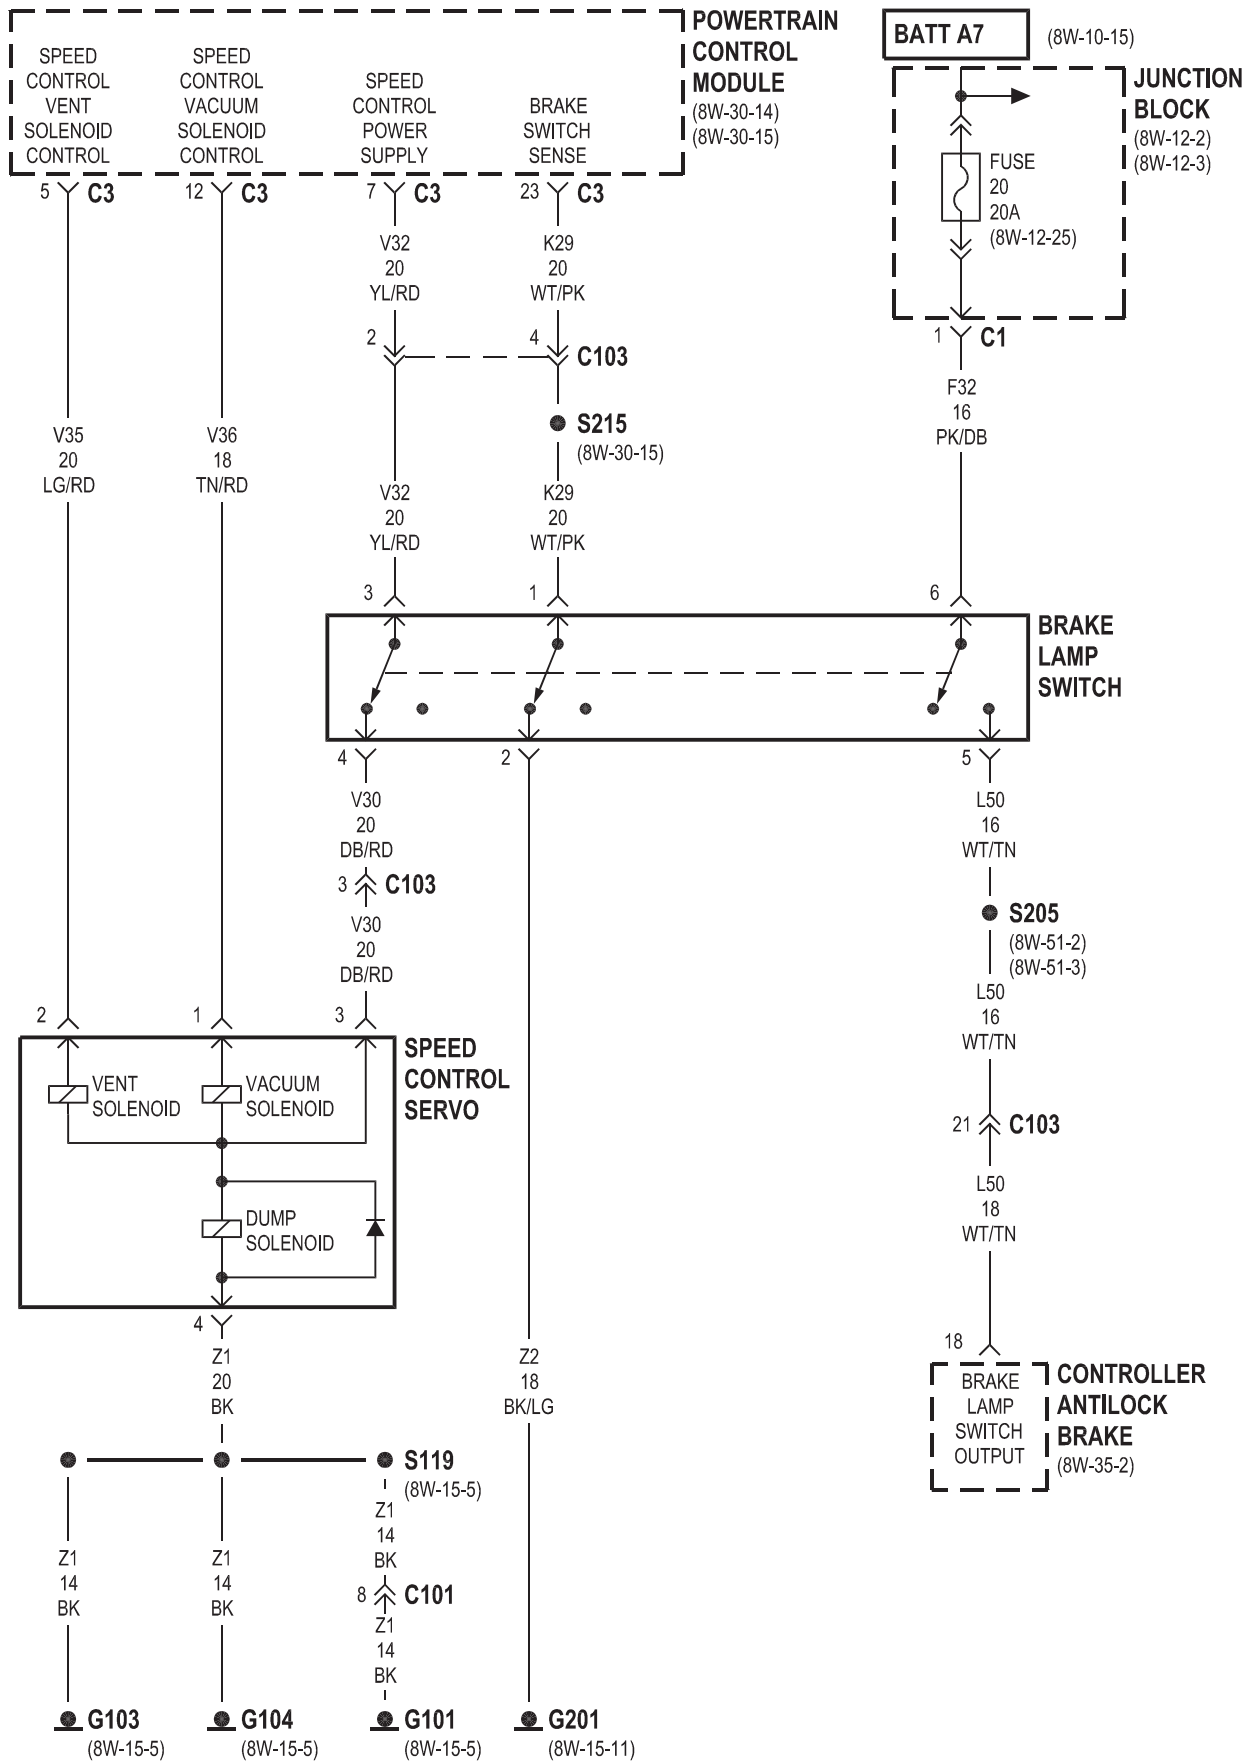 SPEED
CONTROL
VENT
SOLENOID
CONTROL
SPEED
CONTROL
VACUUM
SOLENOID
CONTROL
SPEED
CONTROL
POWER
SUPPLY
BRAKE
SWITCH
SENSE
POWERTRAIN
CONTROL
MODULE
(8W-30-14)
(8W-30-15)
BATT A7
(8W-10-15)
JUNCTION
BLOCK
(8W-12-2)
(8W-12-3)
FUSE
20
20A
(8W-12-25)
5 C3
12 C3
7 C3
23 C3
V32
20
YL/RD
K29
20
WT/PK
1 C1
2
4 C103
F32
16
PK/DB
S215
(8W-30-15)
V35
20
LG/RD
V36
18
TN/RD
V32
20
YL/RD
K29
20
WT/PK
3
1
6
BRAKE
LAMP
SWITCH
4
2
5
V30
20
DB/RD
3 C103
V30
20
DB/RD
L50
16
WT/TN
S205
(8W-51-2)
(8W-51-3)
L50
16
WT/TN
2
1
3
SPEED
CONTROL
SERVO
VENT
SOLENOID
VACUUM
SOLENOID
DUMP
SOLENOID
21 C103
L50
18
WT/TN
4
Z1
20
BK
Z2
18
BK/LG
18
BRAKE
LAMP
SWITCH
OUTPUT
CONTROLLER
ANTILOCK
BRAKE
(8W-35-2)
S119
(8W-15-5)
Z1
14
BK
Z1
14
BK
Z1
14
BK
8 C101
Z1
14
BK
G103
(8W-15-5)
G104
(8W-15-5)
G101
(8W-15-5)
G201
(8W-15-11)